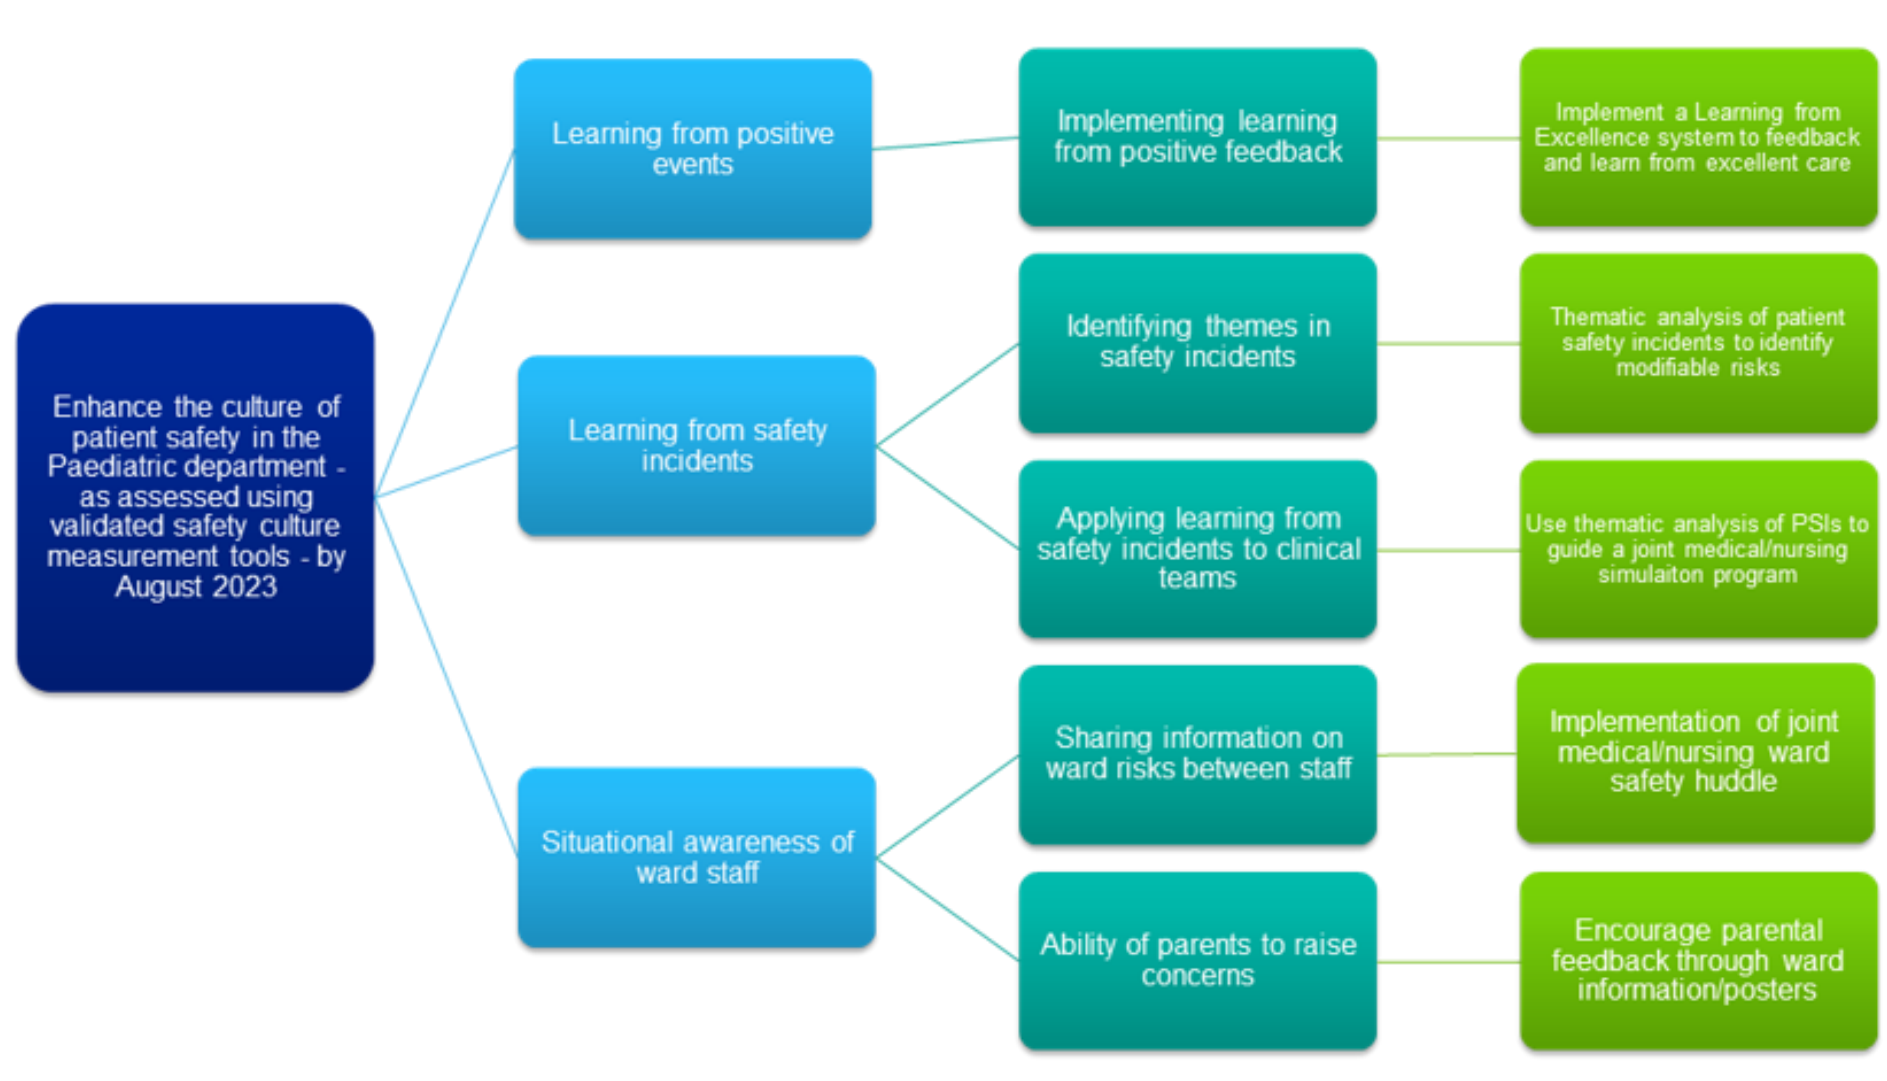 Enhance the culture of
patient safety in the
Paediatric department -
as assessed using
validated safety culture
measurement tools - by
August 2023
Learning from positive
events
Learning from safety
incidents
Situational awareness of
ward staff
Implementing learning
from positive feedback
Identifying themes in
safety incidents
Applying learning from
safety incidents to clinical
teams
Sharing information on
ward risks between staff
Ability of parents to raise
concerns
Implement a Learning from
Excellence system to feedback
and learn from excellent care
Thematic analysis of patient
safety incidents to identify
modifiable risks
Use thematic analysis of PSIs to
guide a joint medical/nursing
simulaiton program
Implementation of joint
medical/nursing ward
safety huddle
Encourage parental
feedback through ward
information/posters